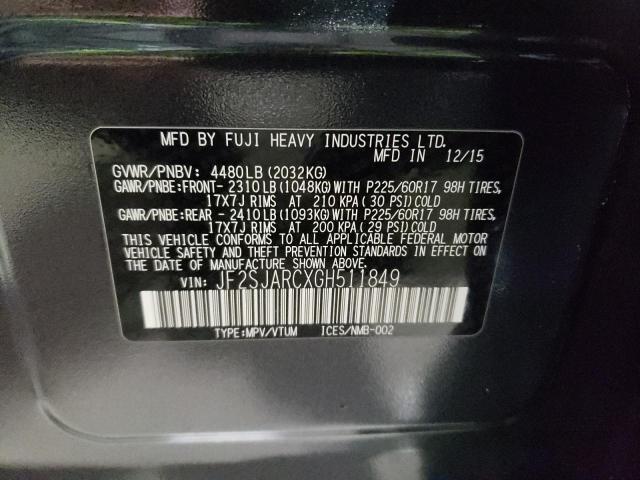 MFD BY FUJI HEAVY INDUSTRIES LTD.
MFD IN 12/15
GVWR/PNBV: 4480LB(2032KG)
GAWR/PNBE:FRONT-2310LB(1048KG)WITH P225/60R17 98H TIRES,
17X7J RIMS AT 210 KPA(30 PSI)COLD
GAWR/PNBE:REAR -2410LB(1093KG)WITH P225/60R17 98H TIRES,
17X7J RIMS AT 200 KPA(29 PSI)COLD
THIS VEHICLE CONFORMS TO ALL APPLICABLE FEDERAL MOTOR
VEHICLE SAFETY AND THEFT PREVENTION STANDARDS IN EFFECT
ON THE DATE OF MANUFACTURE SHOWN ABOVE.
VIN: JF2SJARCXGH511849
TYPE:MPV/VTUM ICES/NMB-002